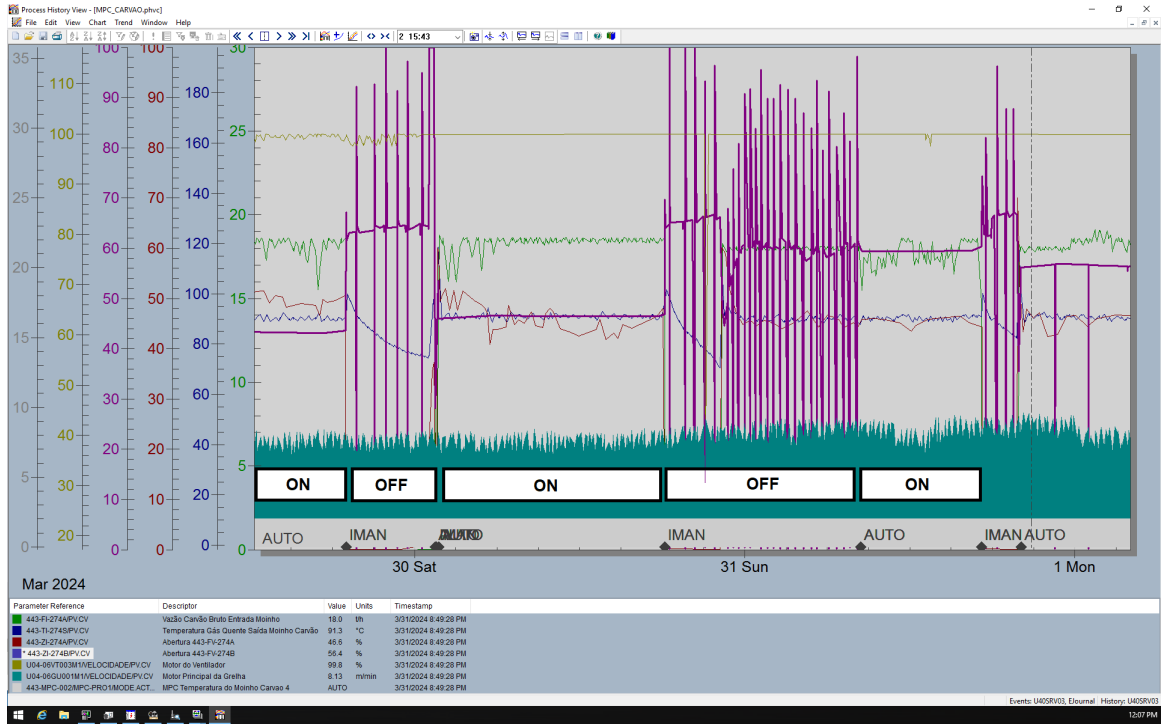 Process History View - [MPC_CARVAO.phvc]
File Edit View Chart Trend Window Help
2 15:43
35 30 25 20 15 10 5 0
110 100 90 80 70 60 50 40 30 20
100 90 80 70 60 50 40 30 20 10 0
100 90 80 70 60 50 40 30 20 10 0
180 160 140 120 100 80 60 40 20 0
30 25 20 15 10 5 0
ON OFF ON OFF ON
AUTO IMAN AUTO IMAN AUTO IMAN AUTO
30 Sat 31 Sun 1 Mon
Mar 2024
Parameter Reference Descriptor Value Units Timestamp
443-FI-274A/PV.CV Vazão Carvão Bruto Entrada Moinho 18.0 t/h 3/31/2024 8:49:28 PM
443-TI-274S/PV.CV Temperatura Gás Quente Saída Moinho Carvão 91.3 °C 3/31/2024 8:49:28 PM
443-ZI-274A/PV.CV Abertura 443-FV-274A 46.6 % 3/31/2024 8:49:28 PM
* 443-ZI-274B/PV.CV Abertura 443-FV-274B 56.4 % 3/31/2024 8:49:28 PM
U04-06VT003M1/VELOCIDADE/PV.CV Motor do Ventilador 99.8 % 3/31/2024 8:49:28 PM
U04-06GU001M1/VELOCIDADE/PV.CV Motor Principal da Grelha 8.13 m/min 3/31/2024 8:49:28 PM
443-MPC-002/MPC-PRO1/MODE.ACT... MPC Temperatura do Moinho Carvao 4 AUTO 3/31/2024 8:49:28 PM
Events: U40SRV03, EJournal History: U40SRV03
12:07 PM